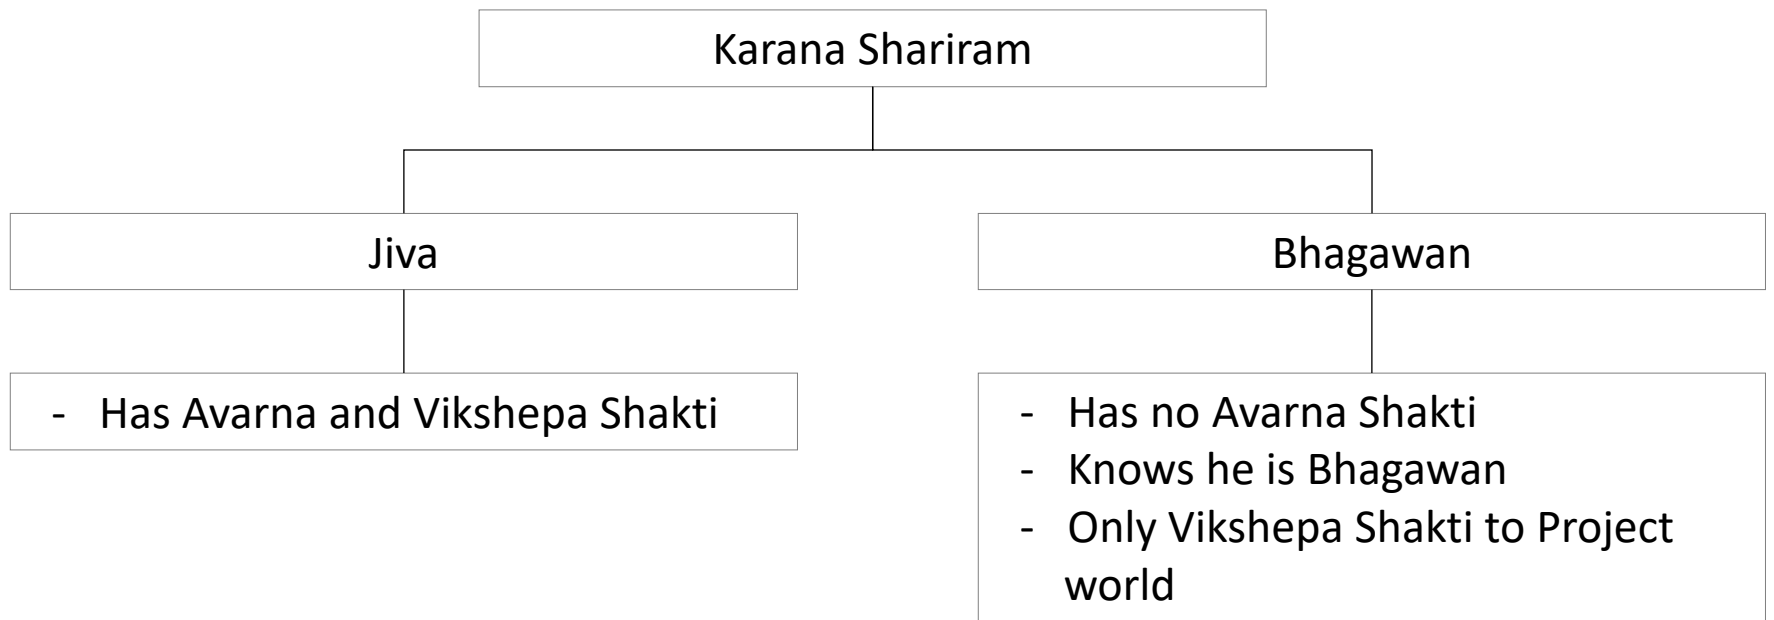 Karana Shariram
Jiva
Bhagawan
- Has Avarna and Vikshepa Shakti
- Has no Avarna Shakti
- Knows he is Bhagawan
- Only Vikshepa Shakti to Project
world